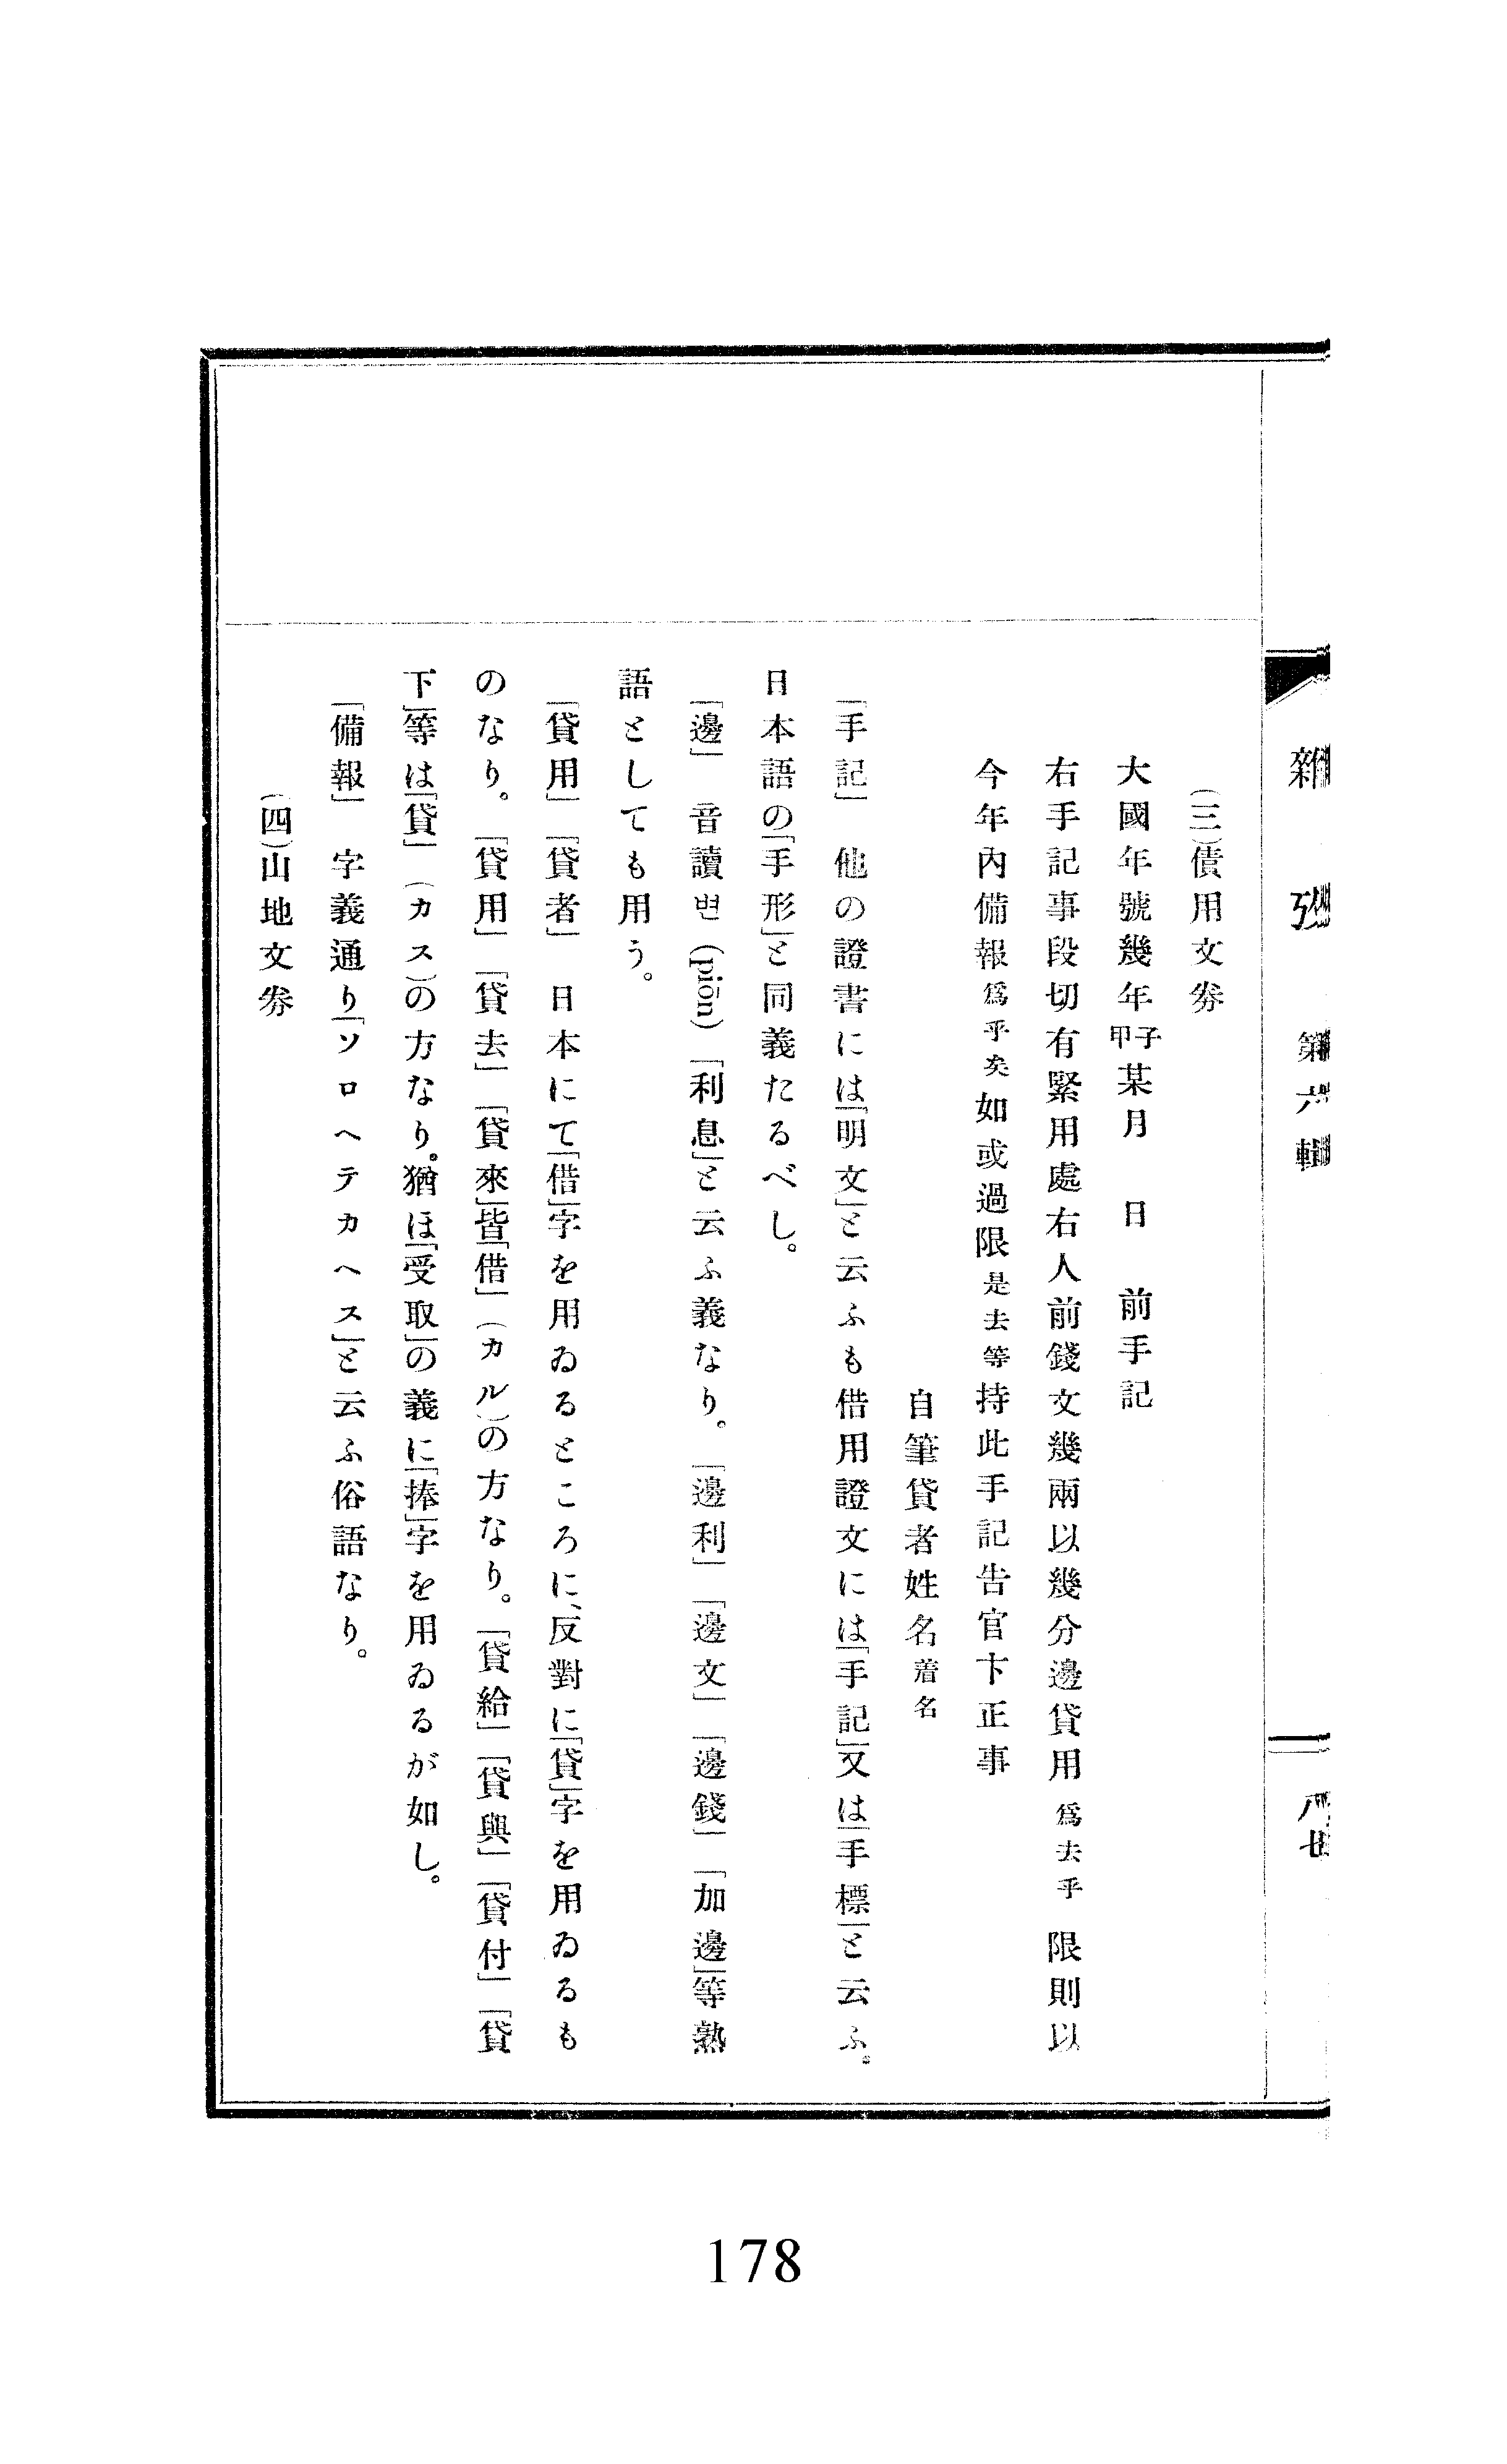 雜 攷 第六輯
(三)債用文券
大國年號幾年甲子某月 日 前手記
右手記事段切有緊用處右人前錢文幾兩以幾分邊貸用爲去乎限則以
今年內備報爲乎矣如或過限是去等持此手記告官卞正事
自筆貸者姓名着名
「手記」 他の證書には「明文」と云ふも借用證文には「手記」又は「手標」と云ふ。
日本語の「手形」と同義たるべし。
「邊」 音讀변(piŏn)「利息」と云ふ義なり。「邊利」「邊文」「邊錢」「加邊」等熟
語としても用う。
「貸用」「貸者」 日本にて「借」字を用ゐるところに、反對に「貸」字を用ゐるも
のなり。「貸用」「貸去」「貸來」皆「借」(カル)の方なり。「貸給」「貸與」「貸付」「貸
下」等は「貸」(カス)の方なり。猶ほ「受取」の義に「捧」字を用ゐるが如し。
「備報」 字義通り「ソロヘテカヘス」と云ふ俗語なり。
(四)山地文券
178